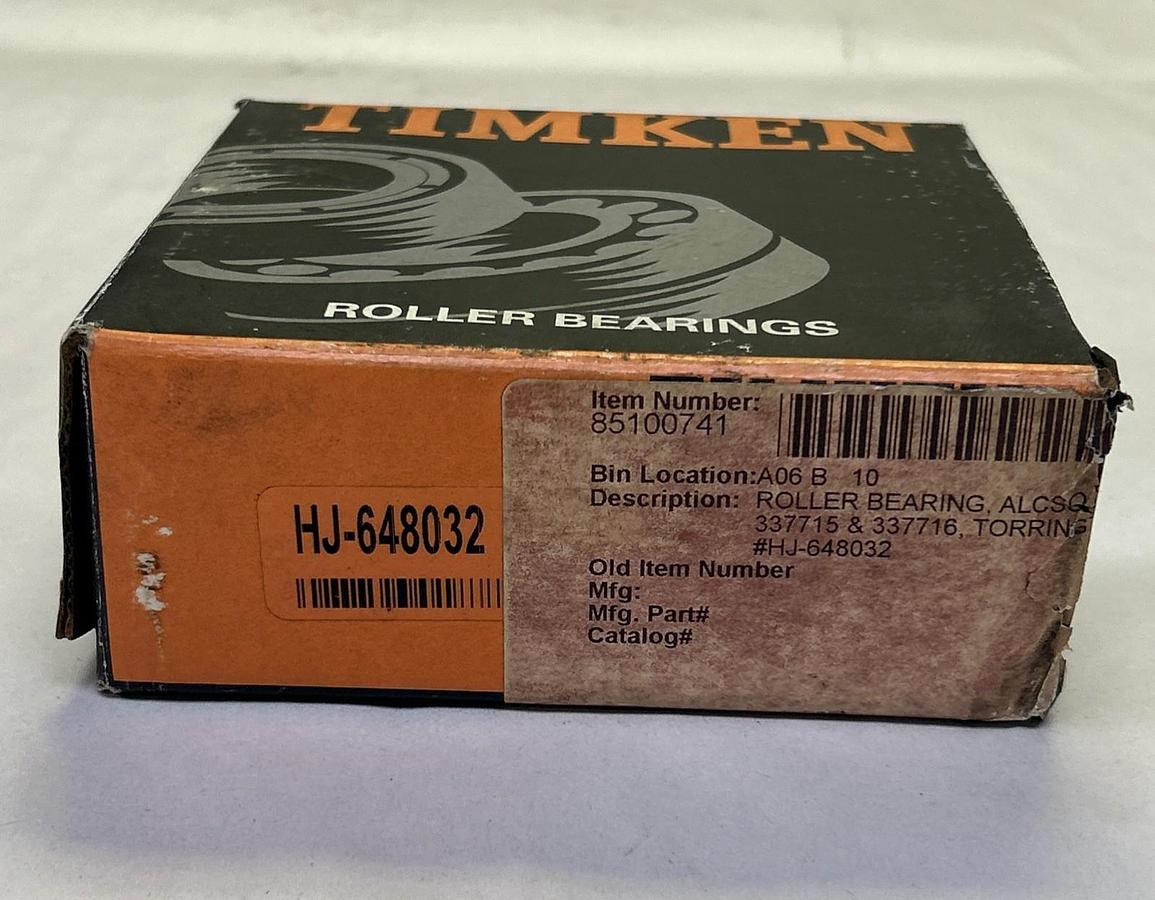 TIMKEN
ROLLER BEARINGS
HJ-648032
Item Number:
85100741
Bin Location:A06 B 10
Description: ROLLER BEARING, ALCSQ
337715 & 337716, TORRING
#HJ-648032
Old Item Number
Mfg:
Mfg. Part#
Catalog#